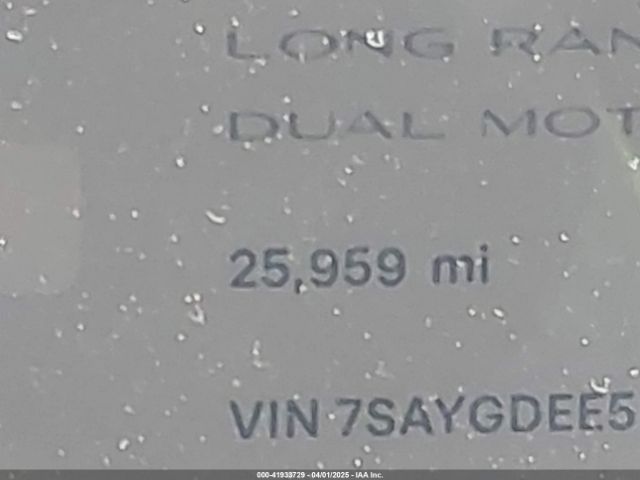 LONG RAN
DUAL MOT
25,959 mi
VIN 7SAYGDEE5
000-41933729 - 04/01/2025 - IAA Inc.